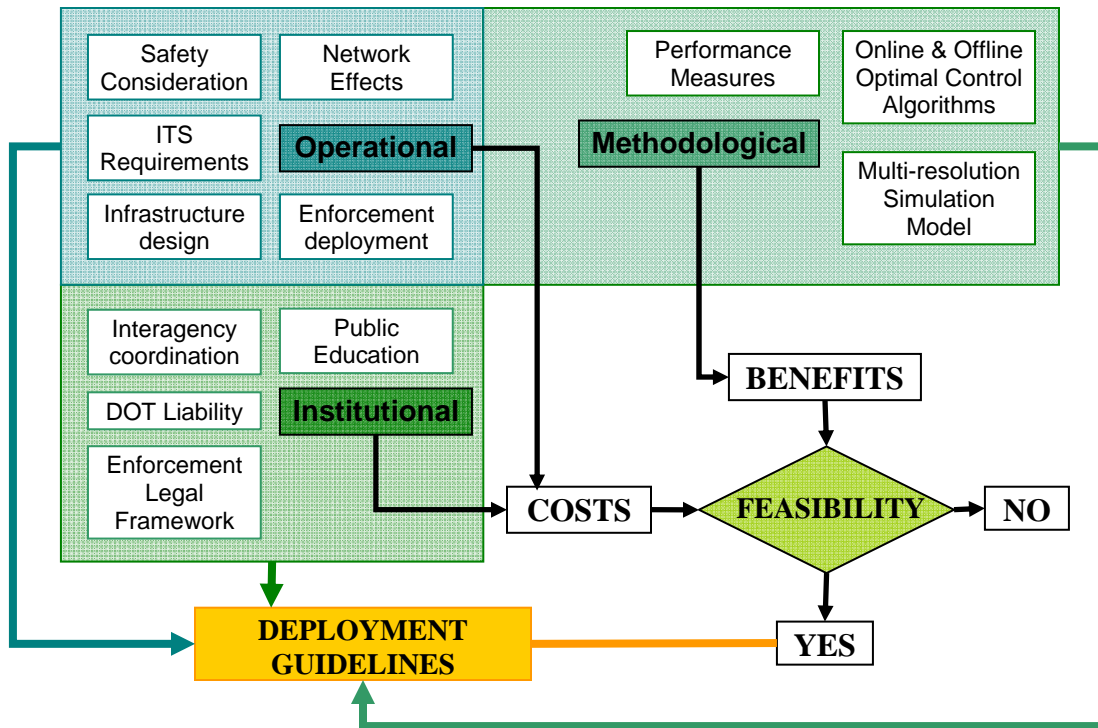 Safety
Consideration
Network
Effects
ITS
Requirements
Operational
Infrastructure
design
Enforcement
deployment
Performance
Measures
Online & Offline
Optimal Control
Algorithms
Methodological
Multi-resolution
Simulation
Model
Interagency
coordination
Public
Education
DOT Liability
Institutional
Enforcement
Legal
Framework
BENEFITS
COSTS
FEASIBILITY
NO
YES
DEPLOYMENT
GUIDELINES